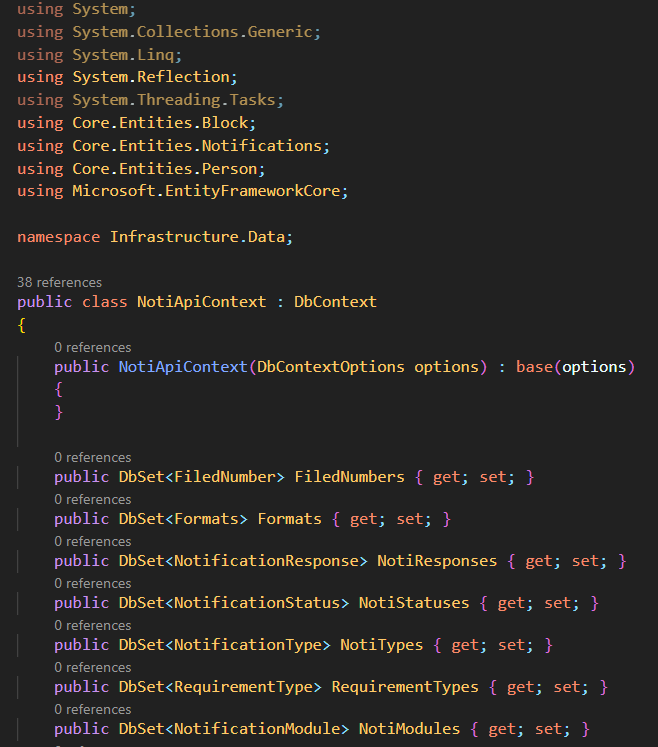 using System;
using System.Collections.Generic;
using System.Linq;
using System.Reflection;
using System.Threading.Tasks;
using Core.Entities.Block;
using Core.Entities.Notifications;
using Core.Entities.Person;
using Microsoft.EntityFrameworkCore;
namespace Infrastructure.Data;
38 references
public class NotiApiContext : DbContext
{
0 references
public NotiApiContext(DbContextOptions options) : base(options)
{
}
0 references
public DbSet<FiledNumber> FiledNumbers { get; set; }
0 references
public DbSet<Formats> Formats { get; set; }
0 references
public DbSet<NotificationResponse> NotiResponses { get; set; }
0 references
public DbSet<NotificationStatus> NotiStatuses { get; set; }
0 references
public DbSet<NotificationType> NotiTypes { get; set; }
0 references
public DbSet<RequirementType> RequirementTypes { get; set; }
0 references
public DbSet<NotificationModule> NotiModules { get; set; }